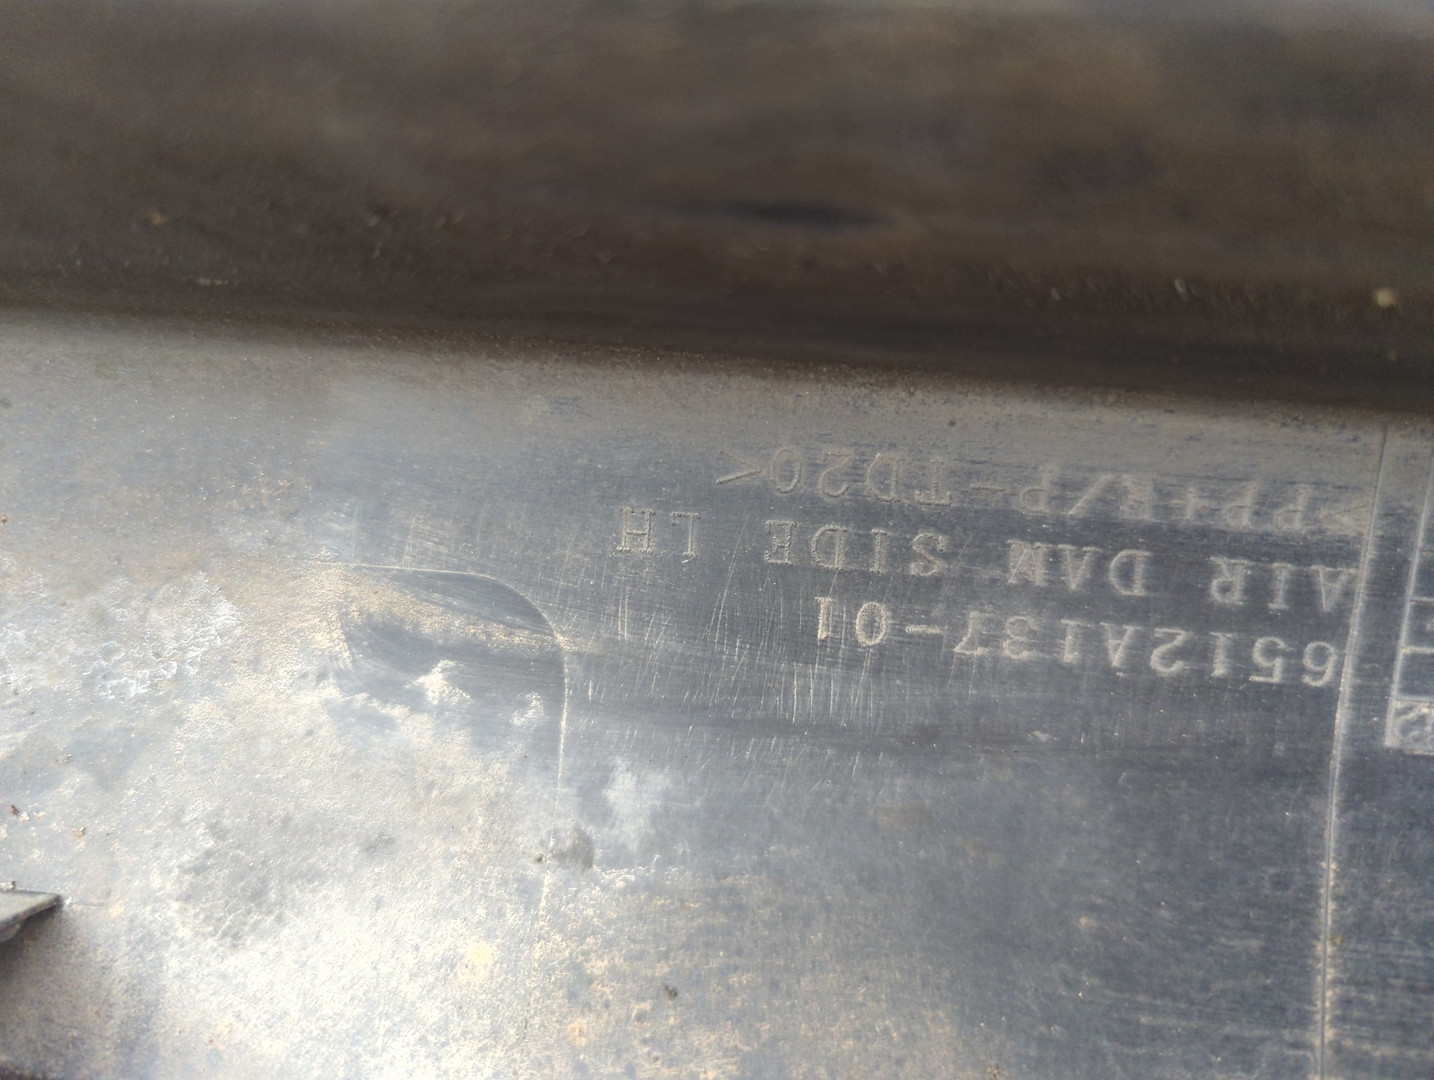 6512A137-01
AIR DAM SIDE LH
>PP+E/P-TD20<